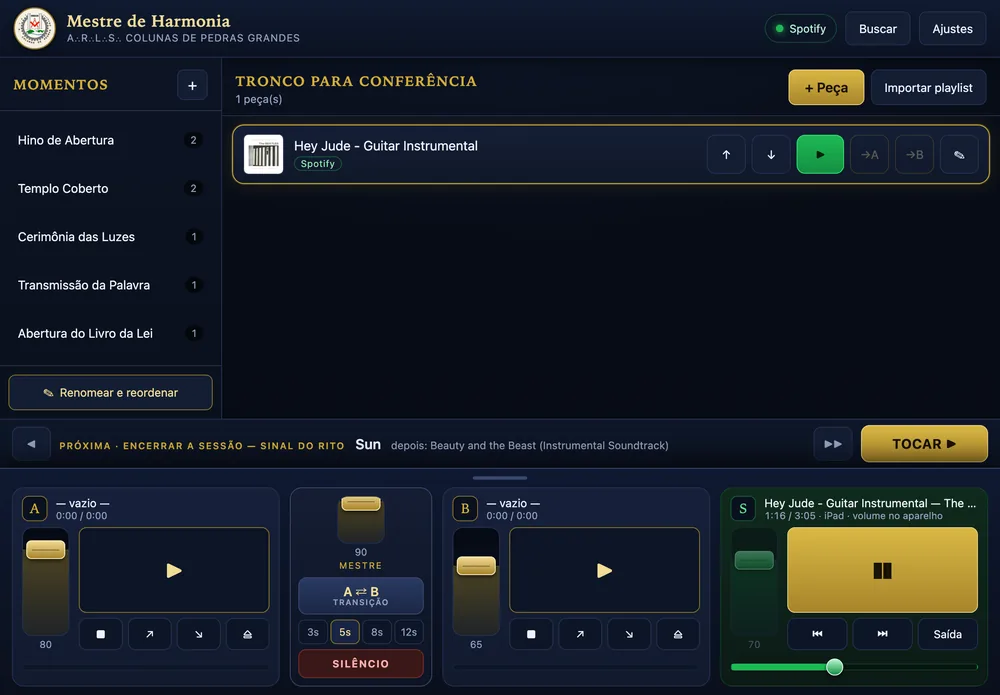 Mestre de Harmonia
A∴R∴L∴S∴ COLUNAS DE PEDRAS GRANDES
Spotify
Buscar
Ajustes
MOMENTOS
+
TRONCO PARA CONFERÊNCIA
1 peça(s)
+ Peça
Importar playlist
Hino de Abertura 2
Templo Coberto 2
Cerimônia das Luzes 1
Transmissão da Palavra 1
Abertura do Livro da Lei 1
Renomear e reordenar
Hey Jude - Guitar Instrumental
Spotify
→A
→B
PRÓXIMA · ENCERRAR A SESSÃO — SINAL DO RITO Sun depois: Beauty and the Beast (Instrumental Soundtrack)
TOCAR
A
— vazio —
0:00 / 0:00
80
90
MESTRE
A ⇄ B
TRANSIÇÃO
3s 5s 8s 12s
SILÊNCIO
B
— vazio —
0:00 / 0:00
65
S
Hey Jude - Guitar Instrumental — The ...
1:16 / 3:05 · iPad · volume no aparelho
70
Saída